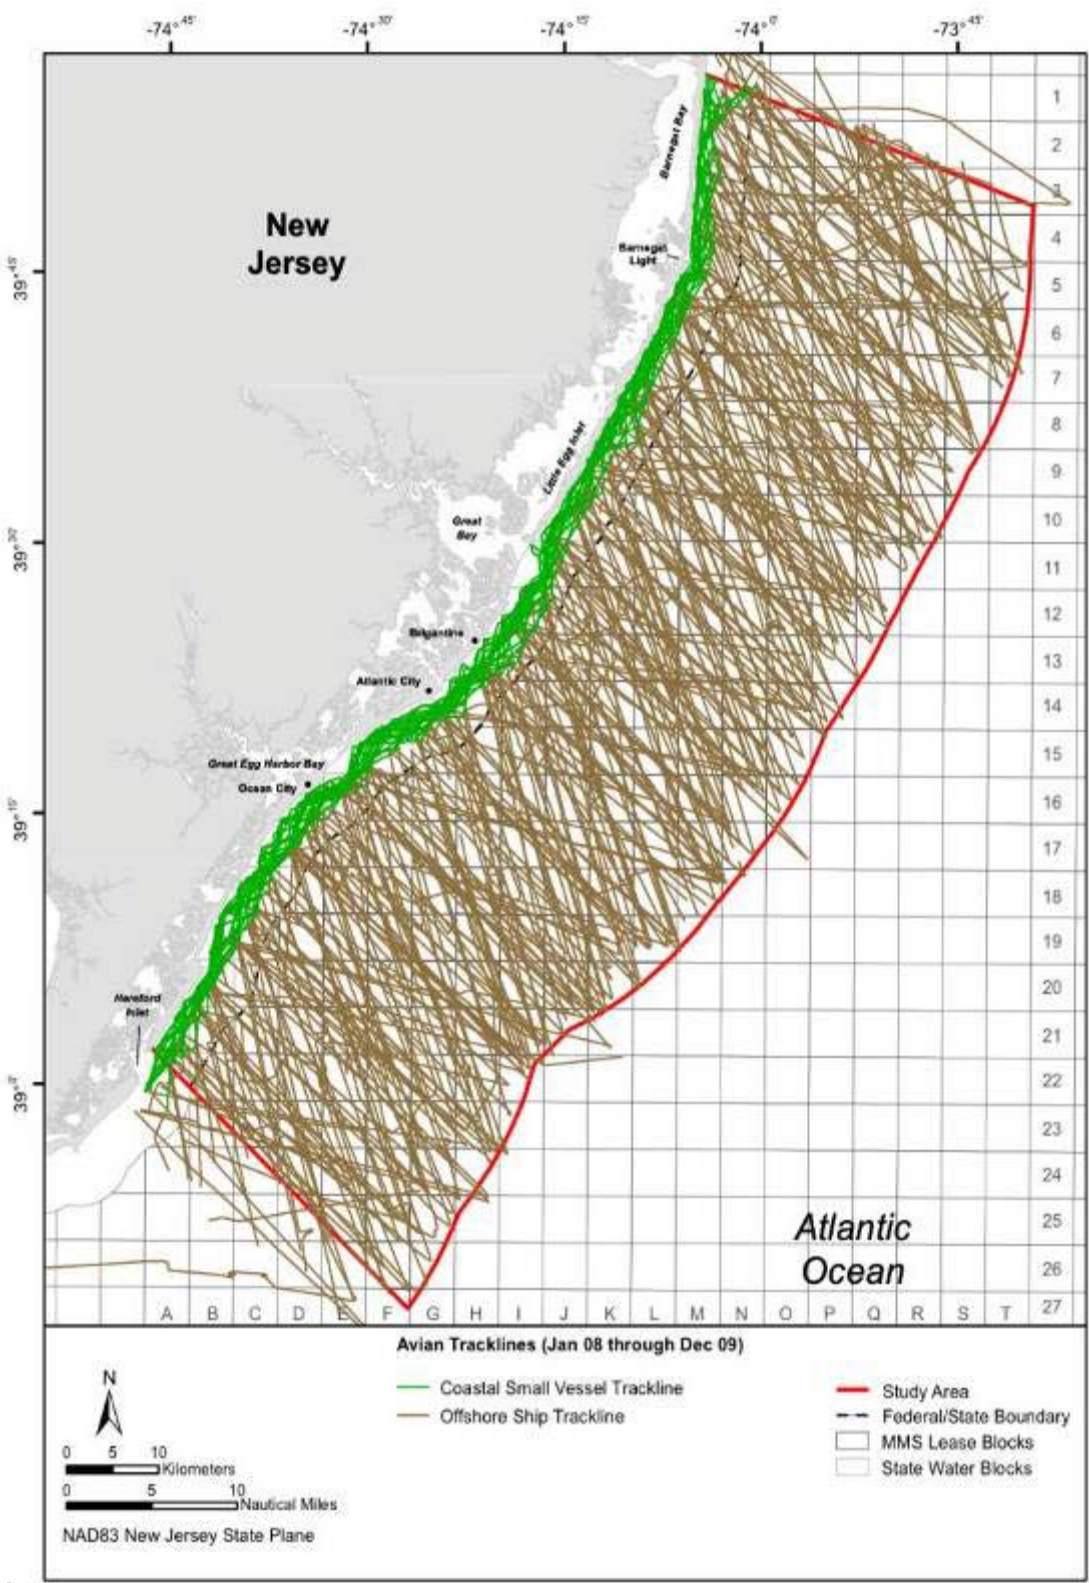 -74°45' -74°30' -74°15' -74°0' -73°45'
39°45'
39°30'
39°15'
39°0'
New
Jersey
Barnegat Bay
Barnegat
Light
Little Egg Inlet
Great
Bay
Brigantine
Atlantic City
Great Egg Harbor Bay
Ocean City
Hereford
Inlet
1
2
3
4
5
6
7
8
9
10
11
12
13
14
15
16
17
18
19
20
21
22
23
24
25
26
27
Atlantic
Ocean
A B C D E F G H I J K L M N O P Q R S T
Avian Tracklines (Jan 08 through Dec 09)
Coastal Small Vessel Trackline
Offshore Ship Trackline
Study Area
Federal/State Boundary
MMS Lease Blocks
State Water Blocks
N
0 5 10
Kilometers
0 5 10
Nautical Miles
NAD83 New Jersey State Plane